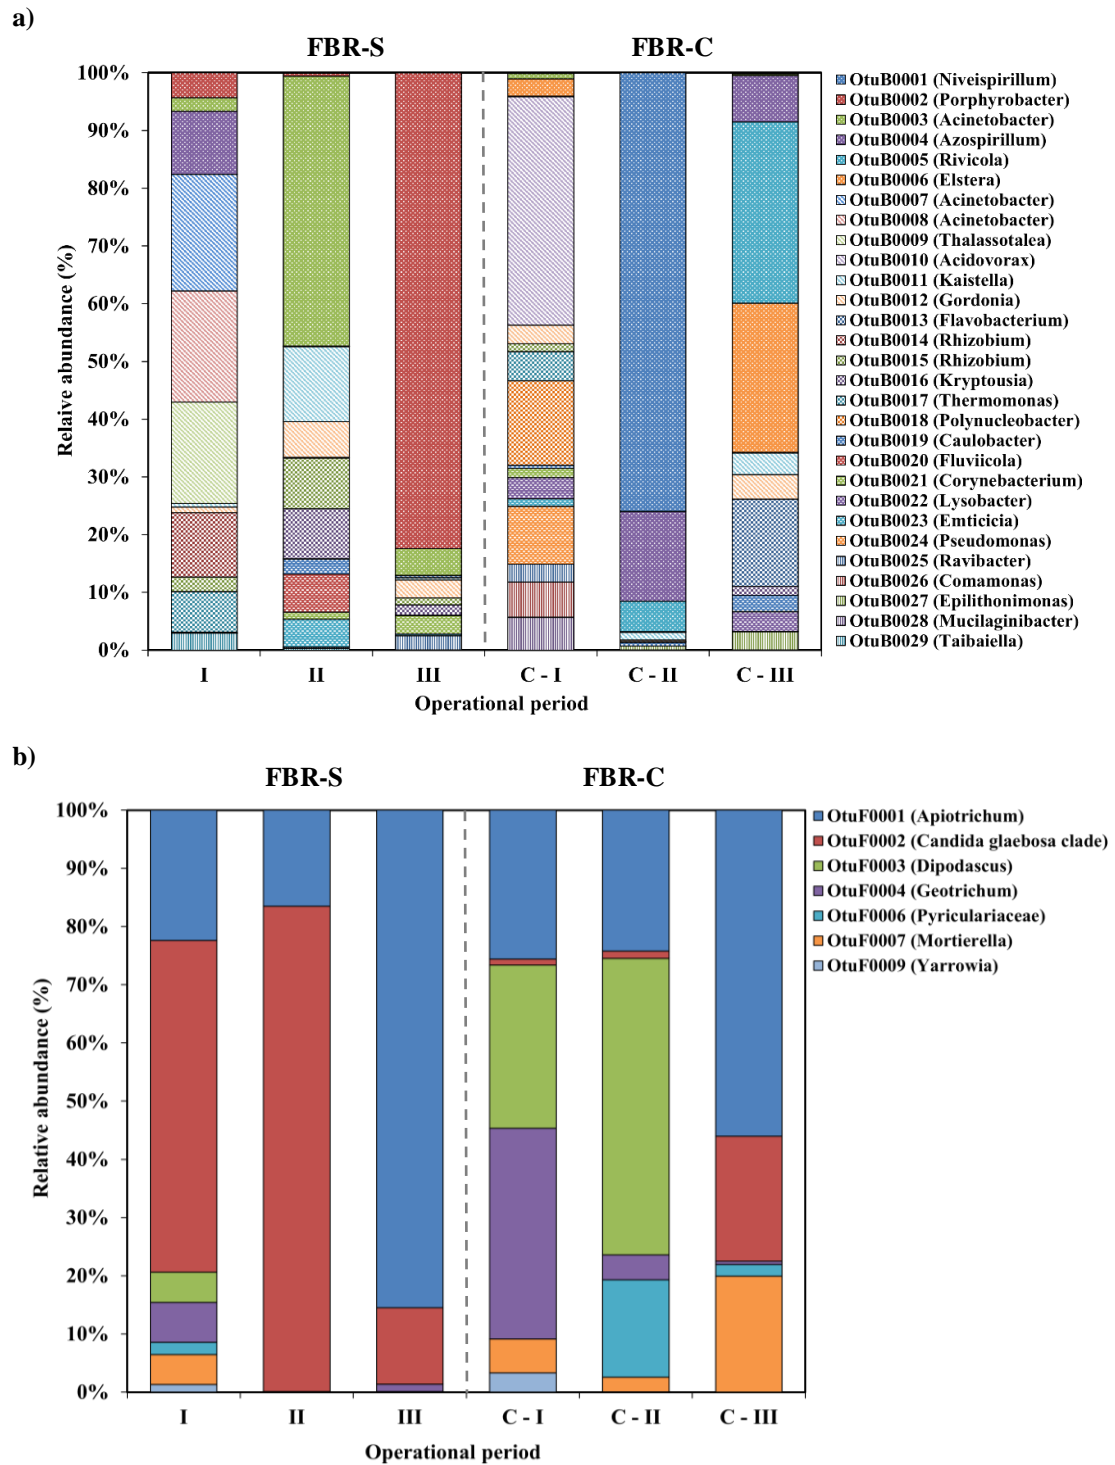 a)
FBR-S
FBR-C
100%
90%
80%
70%
60%
50%
40%
30%
20%
10%
0%
Relaive abundance (%)
I
II
III
C - I
C - II
C - III
Operational period
OtuB0001 (Niveispirillum)
OtuB0002 (Porphyrobacter)
OtuB0003 (Acinetobacter)
OtuB0004 (Azospirillum)
OtuB0005 (Rivicola)
OtuB0006 (Elstera)
OtuB0007 (Acinetobacter)
OtuB0008 (Acinetobacter)
OtuB0009 (Thalassotalea)
OtuB0010 (Acidovorax)
OtuB0011 (Kaistella)
OtuB0012 (Gordonia)
OtuB0013 (Flavobacterium)
OtuB0014 (Rhizobium)
OtuB0015 (Rhizobium)
OtuB0016 (Kryptousia)
OtuB0017 (Thermomonas)
OtuB0018 (Polynucleobacter)
OtuB0019 (Caulobacter)
OtuB0020 (Fluviicola)
OtuB0021 (Corynebacterium)
OtuB0022 (Lysobacter)
OtuB0023 (Emticicia)
OtuB0024 (Pseudomonas)
OtuB0025 (Ravibacter)
OtuB0026 (Comamonas)
OtuB0027 (Epilithonimonas)
OtuB0028 (Mucilaginibacter)
OtuB0029 (Taibaiella)
b)
FBR-S
FBR-C
100%
90%
80%
70%
60%
50%
40%
30%
20%
10%
0%
Relative abundance (%)
I
II
III
C - I
C - II
C - III
Operational period
OtuF0001 (Apiotrichum)
OtuF0002 (Candida glaebosa clade)
OtuF0003 (Dipodascus)
OtuF0004 (Geotrichum)
OtuF0006 (Pyriculariaceae)
OtuF0007 (Mortierella)
OtuF0009 (Yarrowia)